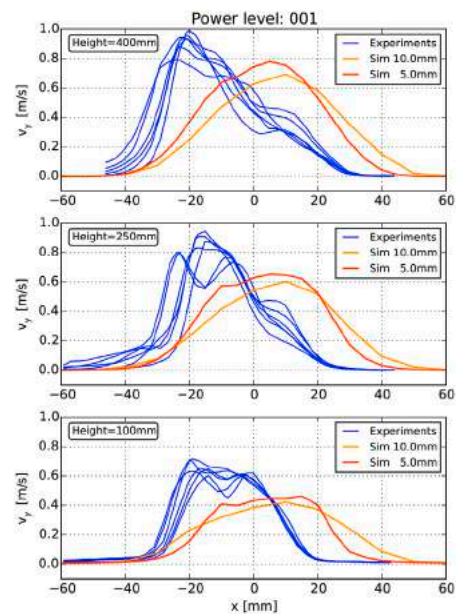 Power level: 001
Height=400mm
Experiments
Sim 10.0mm
Sim 5.0mm
1.0
0.8
0.6
0.4
0.2
0.0
v_y [m/s]
−60 −40 −20 0 20 40 60
Height=250mm
Experiments
Sim 10.0mm
Sim 5.0mm
1.0
0.8
0.6
0.4
0.2
0.0
v_y [m/s]
−60 −40 −20 0 20 40 60
Height=100mm
Experiments
Sim 10.0mm
Sim 5.0mm
1.0
0.8
0.6
0.4
0.2
0.0
v_y [m/s]
−60 −40 −20 0 20 40 60
x [mm]